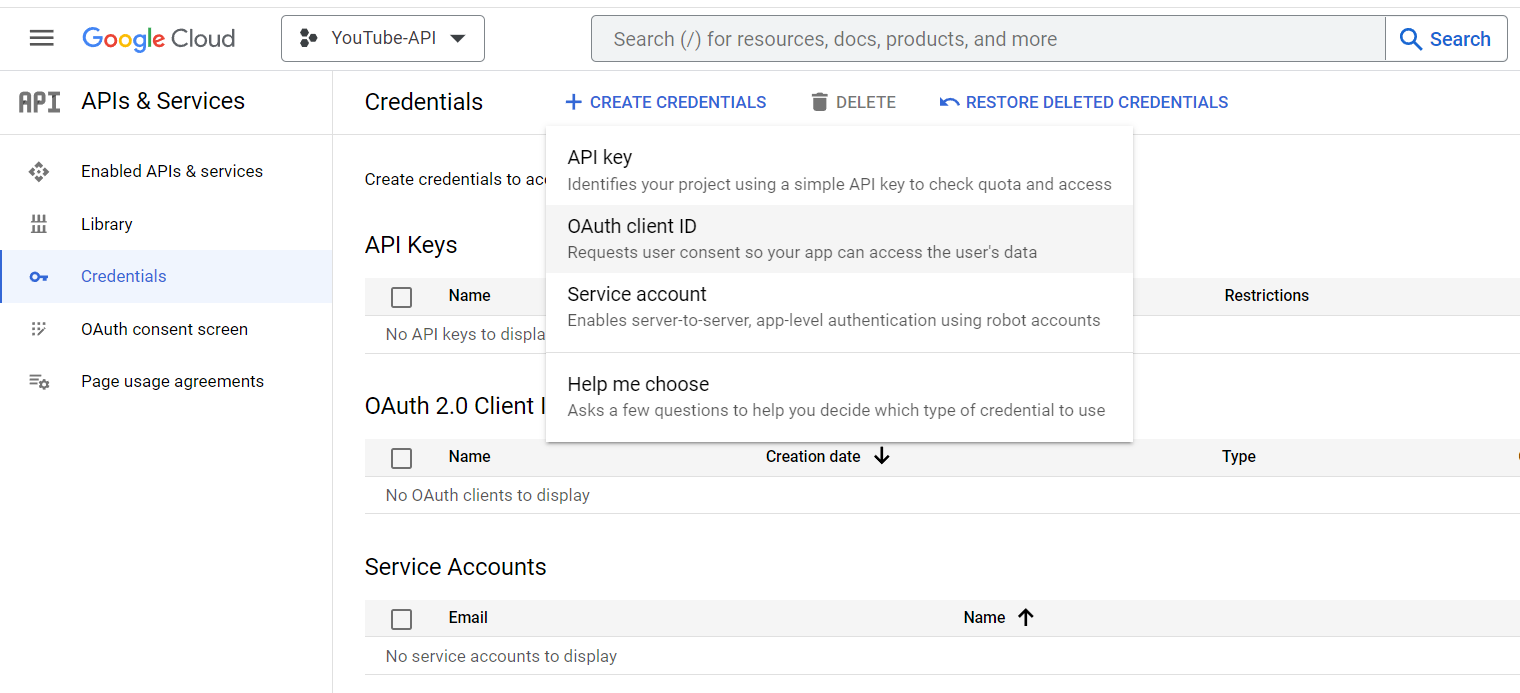 Google Cloud
YouTube-API
Search (/) for resources, docs, products, and more
Search
API
APIs & Services
Enabled APIs & services
Library
Credentials
OAuth consent screen
Page usage agreements
Credentials
CREATE CREDENTIALS
DELETE
RESTORE DELETED CREDENTIALS
API key
Identifies your project using a simple API key to check quota and access
OAuth client ID
Requests user consent so your app can access the user's data
Service account
Enables server-to-server, app-level authentication using robot accounts
Help me choose
Asks a few questions to help you decide which type of credential to use
Create credentials to
API Keys
Name
Restrictions
No API keys to
OAuth 2.0 Client
Name
Creation date
Type
No OAuth clients to display
Service Accounts
Email
Name
No service accounts to display